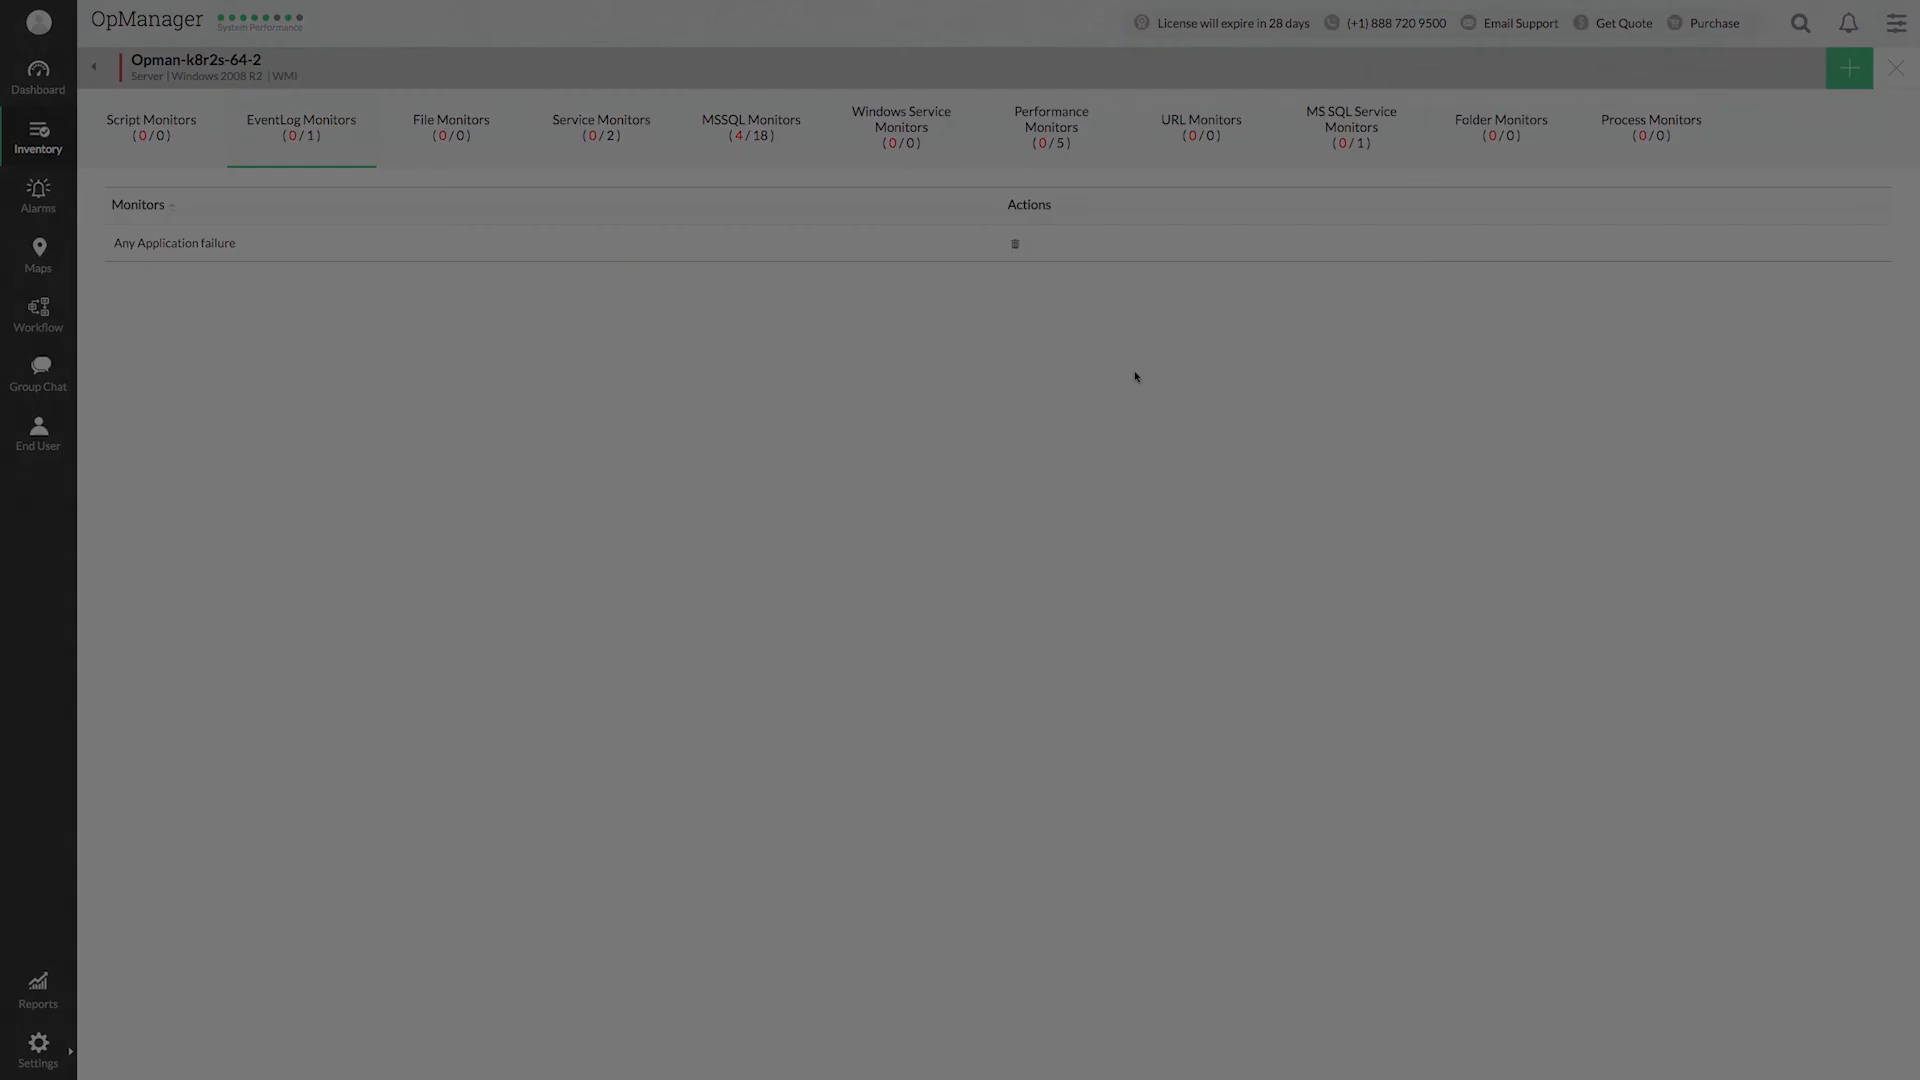 OpManager
System Performance
License will expire in 28 days
(+1) 888 720 9500
Email Support
Get Quote
Purchase
Opman-k8r2s-64-2
Server | Windows 2008 R2 | WMI
Dashboard
Inventory
Alarms
Maps
Workflow
Group Chat
End User
Reports
Settings
Script Monitors
( 0 / 0 )
EventLog Monitors
( 0 / 1 )
File Monitors
( 0 / 0 )
Service Monitors
( 0 / 2 )
MSSQL Monitors
( 4 / 18 )
Windows Service
Monitors
( 0 / 0 )
Performance
Monitors
( 0 / 5 )
URL Monitors
( 0 / 0 )
MS SQL Service
Monitors
( 0 / 1 )
Folder Monitors
( 0 / 0 )
Process Monitors
( 0 / 0 )
Monitors
Actions
Any Application failure